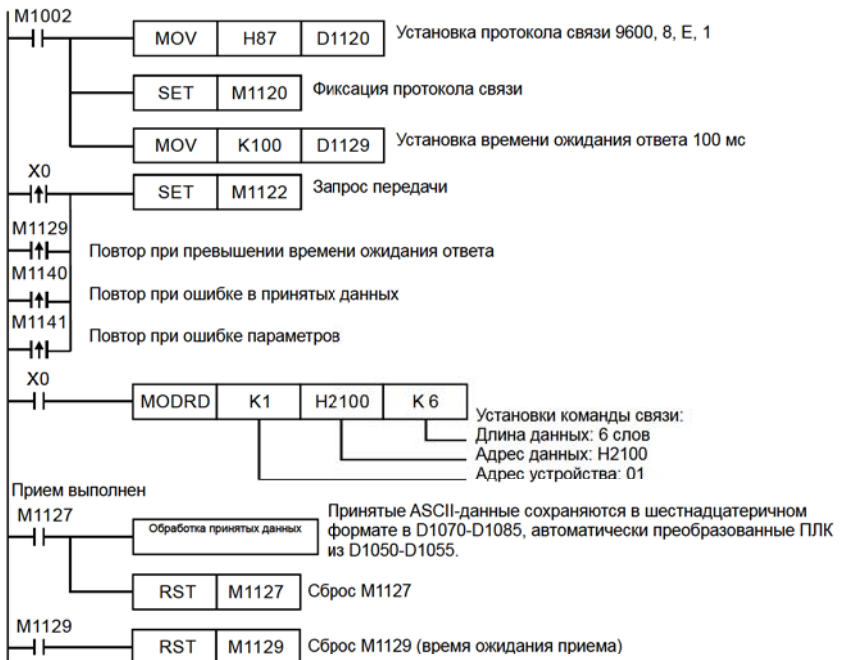 M1002
MOV H87 D1120 Установка протокола связи 9600, 8, E, 1
SET M1120 Фиксация протокола связи
MOV K100 D1129 Установка времени ожидания ответа 100 мс
X0
SET M1122 Запрос передачи
M1129
Повтор при превышении времени ожидания ответа
M1140
Повтор при ошибке в принятых данных
M1141
Повтор при ошибке параметров
X0
MODRD K1 H2100 K 6
Установки команды связи:
Длина данных: 6 слов
Адрес данных: H2100
Адрес устройства: 01
Прием выполнен
M1127
Обработка принятых данных
Принятые ASCII-данные сохраняются в шестнадцатеричном
формате в D1070-D1085, автоматически преобразованные ПЛК
из D1050-D1055.
RST M1127 Сброс M1127
M1129
RST M1129 Сброс M1129 (время ожидания приема)